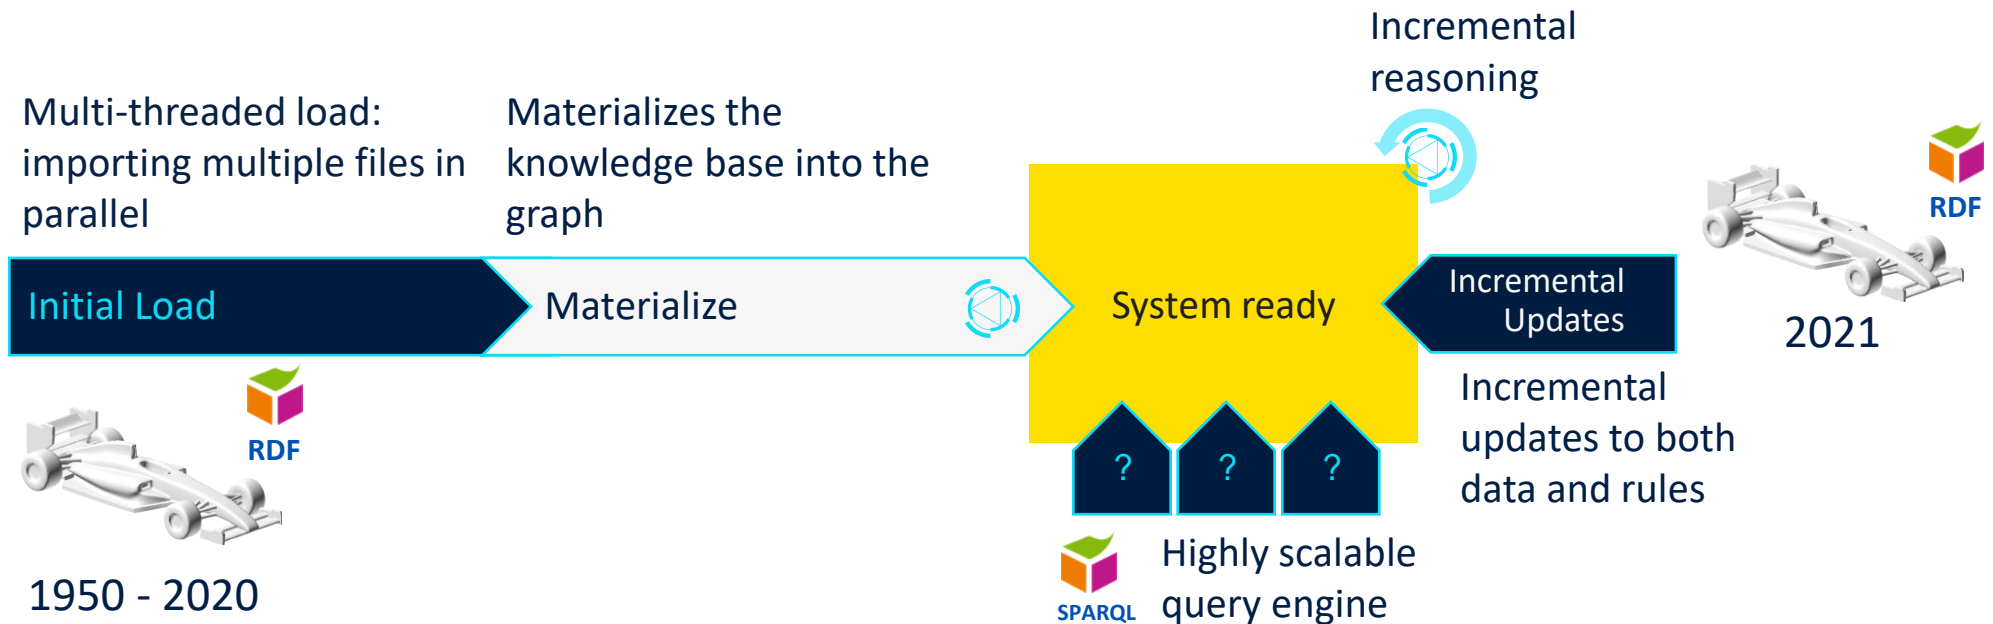 Multi-threaded load:
importing multiple files in
parallel
Materializes the
knowledge base into the
graph
Incremental
reasoning
RDF
Initial Load
Materialize
System ready
Incremental
Updates
2021
RDF
1950 - 2020
?
?
?
Incremental
updates to both
data and rules
SPARQL
Highly scalable
query engine